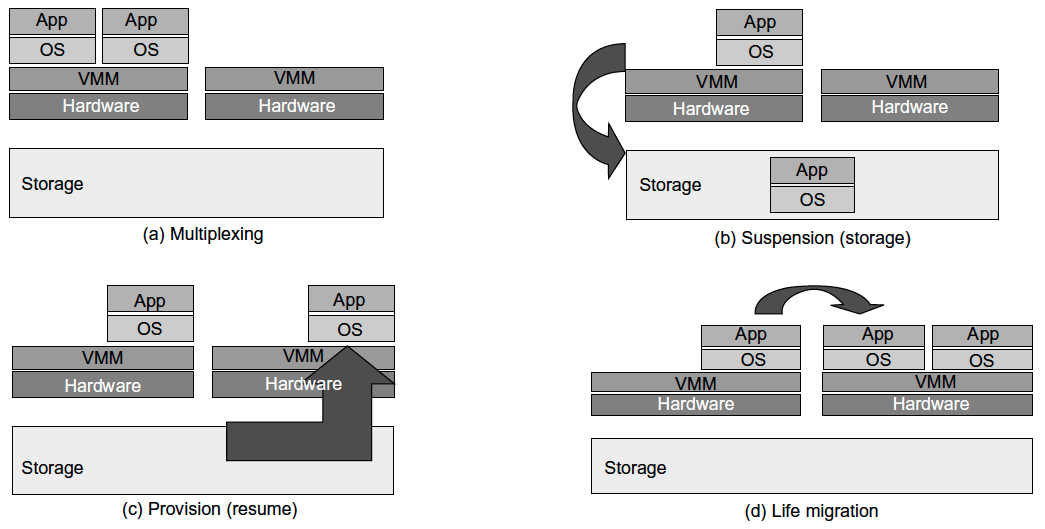 App App
OS OS
VMM VMM
Hardware Hardware
Storage
(a) Multiplexing
App
OS
VMM VMM
Hardware Hardware
App
Storage
OS
(b) Suspension (storage)
App App
OS OS
VMM VMM
Hardware Hardware
Storage
(c) Provision (resume)
App App App
OS OS OS
VMM VMM
Hardware Hardware
Storage
(d) Life migration